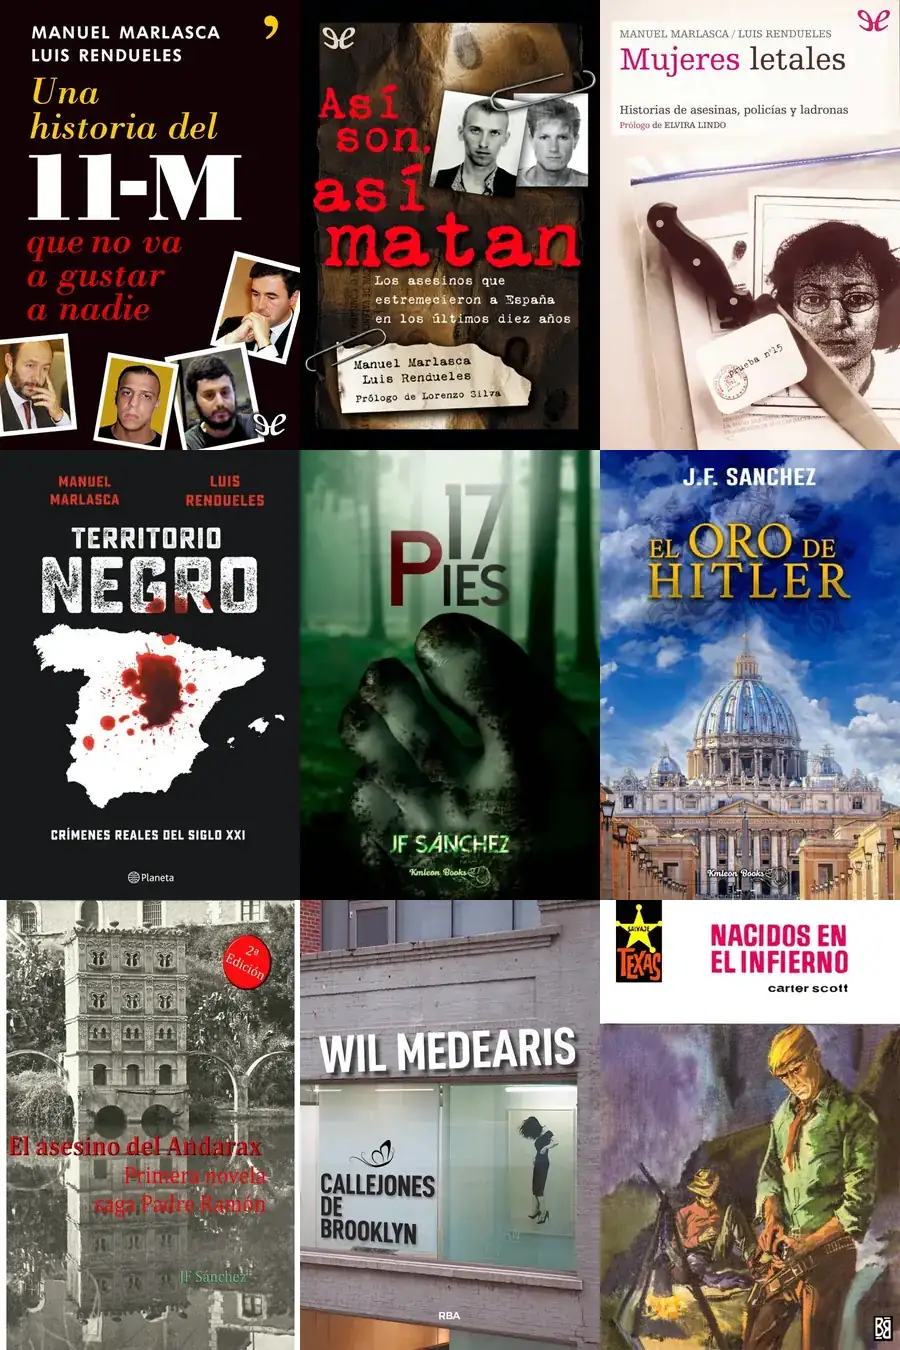 MANUEL MARLASCA
LUIS RENDUELES
Una
historia del
11-M
que no va
a gustar
a nadie
Así
son,
así
matan
Los asesinos que
estremecieron a España
en los últimos diez años
Manuel Marlasca
Luis Rendueles
Prólogo de Lorenzo Silva
MANUEL MARLASCA / LUIS RENDUELES
Mujeres letales
Historias de asesinas, policías y ladronas
Prólogo de ELVIRA LINDO
Prueba nº15
MANUEL
MARLASCA
LUIS
RENDUELES
TERRITORIO
NEGRO
CRÍMENES REALES DEL SIGLO XXI
Planeta
17
PIES
JF SÁNCHEZ
Kmleon Books
J.F. SANCHEZ
EL ORO DE
HITLER
Kmleon Books
2ª
Edición
El asesino del Andarax
Primera novela
saga Padre Ramón
JF Sánchez
WIL MEDEARIS
CALLEJONES
DE
BROOKLYN
RBA
SALVAJE
TEXAS
NACIDOS EN
EL INFIERNO
carter scott